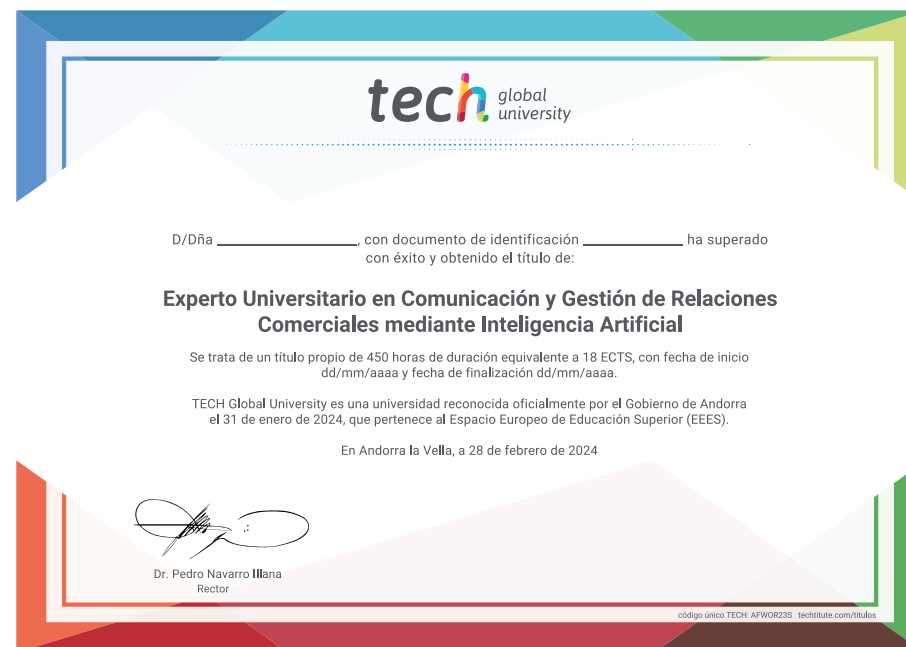 tech global university
D/Dña ____________________, con documento de identificación ______________ ha superado
con éxito y obtenido el título de:
Experto Universitario en Comunicación y Gestión de Relaciones
Comerciales mediante Inteligencia Artificial
Se trata de un título propio de 450 horas de duración equivalente a 18 ECTS, con fecha de inicio
dd/mm/aaaa y fecha de finalización dd/mm/aaaa.
TECH Global University es una universidad reconocida oficialmente por el Gobierno de Andorra
el 31 de enero de 2024, que pertenece al Espacio Europeo de Educación Superior (EEES).
En Andorra la Vella, a 28 de febrero de 2024
Dr. Pedro Navarro Illana
Rector
código único TECH: AFWOR23S techtitute.com/titulos